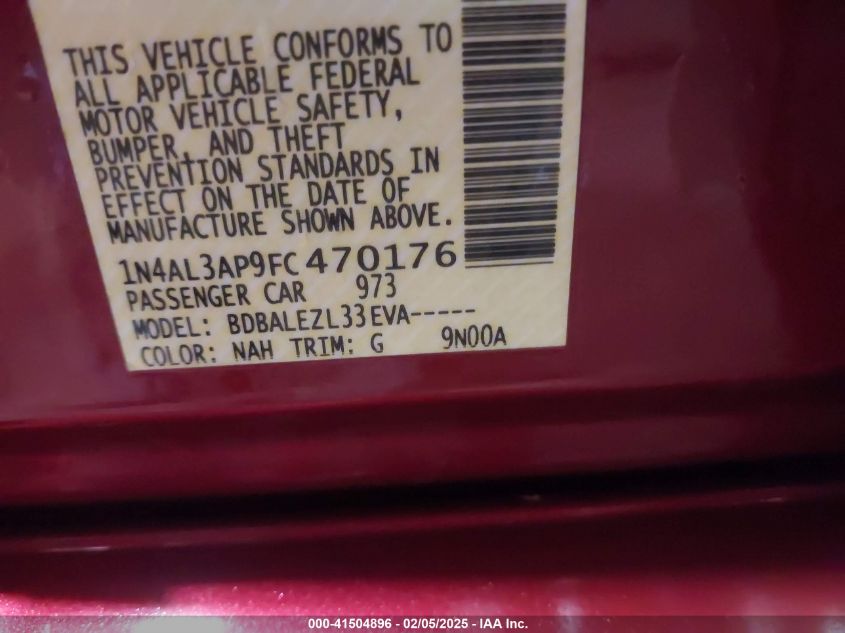 THIS VEHICLE CONFORMS TO
ALL APPLICABLE FEDERAL
MOTOR VEHICLE SAFETY,
BUMPER, AND THEFT
PREVENTION STANDARDS IN
EFFECT ON THE DATE OF
MANUFACTURE SHOWN ABOVE.
1N4AL3AP9FC470176
PASSENGER CAR 973
MODEL: BDBALEZL33EVA-----
COLOR: NAH TRIM: G 9N00A
000-41504896 - 02/05/2025 - IAA Inc.